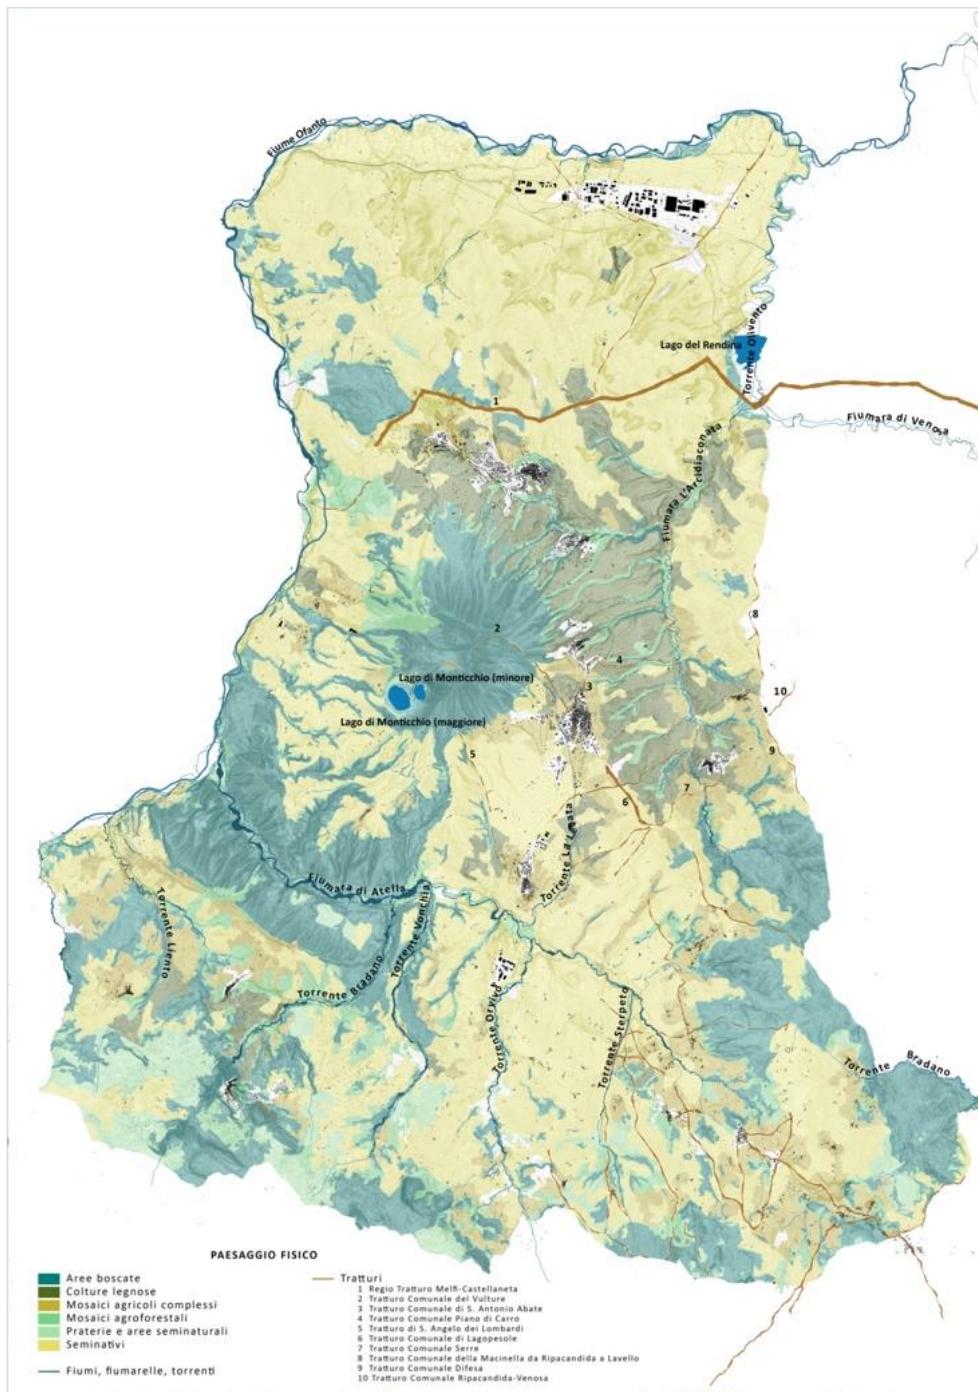 Fiume Ofanto
Lago del Rendina
Torrente Olivento
1
Fiumara di Venosa
Fiumara L'Arcidiaconata
8
2
4
Lago di Monticchio (minore)
3
10
Lago di Monticchio (maggiore)
5
9
6
7
Torrente La Levata
Fiumara di Atella
Torrente Vonchia
Torrente Liento
Torrente Bradano
Torrente Orvivo
Torrente Sterpeto
Torrente Bradano
PAESAGGIO FISICO
Aree boscate
Colture legnose
Mosaici agricoli complessi
Mosaici agroforestali
Praterie e aree seminaturali
Seminativi
Fiumi, fiumarelle, torrenti
Tratturi
1 Regio Tratturo Melfi-Castellaneta
2 Tratturo Comunale del Vulture
3 Tratturo Comunale di S. Antonio Abate
4 Tratturo Comunale Piano di Carro
5 Tratturo di S. Angelo dei Lombardi
6 Tratturo Comunale di Lagopesole
7 Tratturo Comunale Serre
8 Tratturo Comunale della Macinella da Ripacandida a Lavello
9 Tratturo Comunale Difesa
10 Tratturo Comunale Ripacandida-Venosa